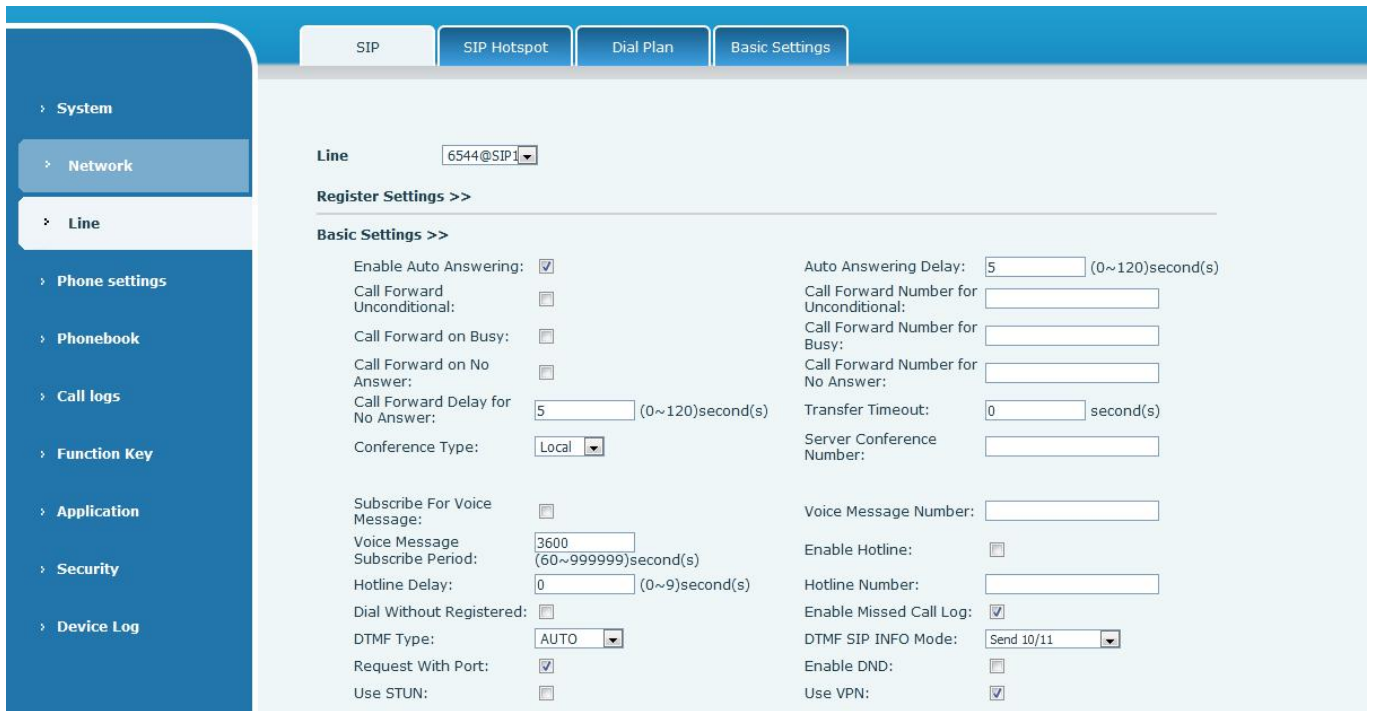 SIP SIP Hotspot Dial Plan Basic Settings
System
Network
Line
Phone settings
Phonebook
Call logs
Function Key
Application
Security
Device Log
Line 6544@SIP1
Register Settings >>
Basic Settings >>
Enable Auto Answering: Auto Answering Delay: 5 (0~120)second(s)
Call Forward
Unconditional:
Call Forward Number for
Unconditional:
Call Forward on Busy:
Call Forward Number for
Busy:
Call Forward on No
Answer:
Call Forward Number for
No Answer:
Call Forward Delay for
No Answer:
5 (0~120)second(s)
Transfer Timeout: 0 second(s)
Conference Type: Local
Server Conference
Number:
Subscribe For Voice
Message:
Voice Message Number:
Voice Message
Subscribe Period:
3600
(60~999999)second(s)
Enable Hotline:
Hotline Delay: 0 (0~9)second(s) Hotline Number:
Dial Without Registered: Enable Missed Call Log:
DTMF Type: AUTO DTMF SIP INFO Mode: Send 10/11
Request With Port: Enable DND:
Use STUN: Use VPN: